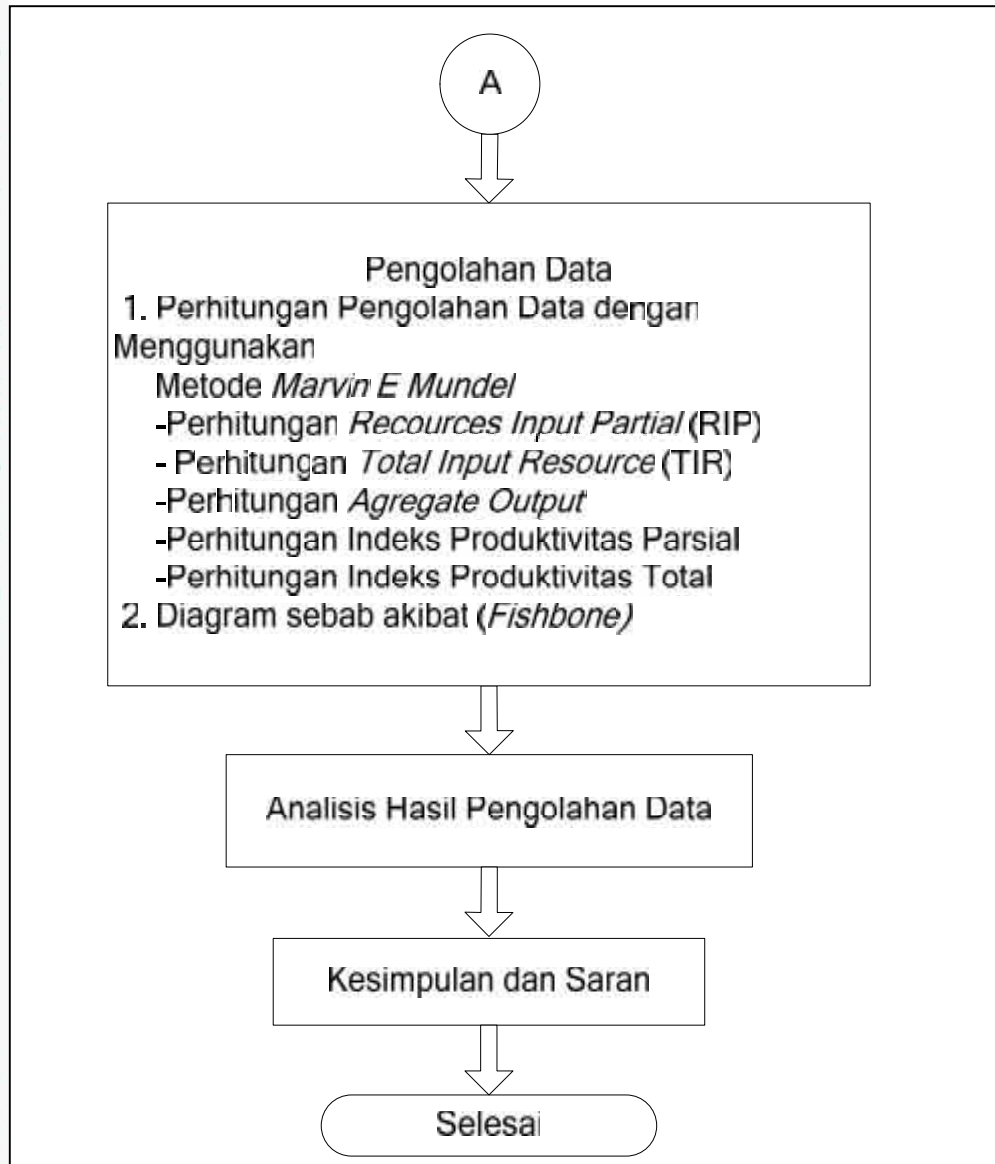 A
Pengolahan Data
1. Perhitungan Pengolahan Data dengan
Menggunakan
Metode Marvin E Mundel
-Perhitungan Recources Input Partial (RIP)
- Perhitungan Total Input Resource (TIR)
-Perhitungan Agregate Output
-Perhitungan Indeks Produktivitas Parsial
-Perhitungan Indeks Produktivitas Total
2. Diagram sebab akibat (Fishbone)
Analisis Hasil Pengolahan Data
Kesimpulan dan Saran
Selesai